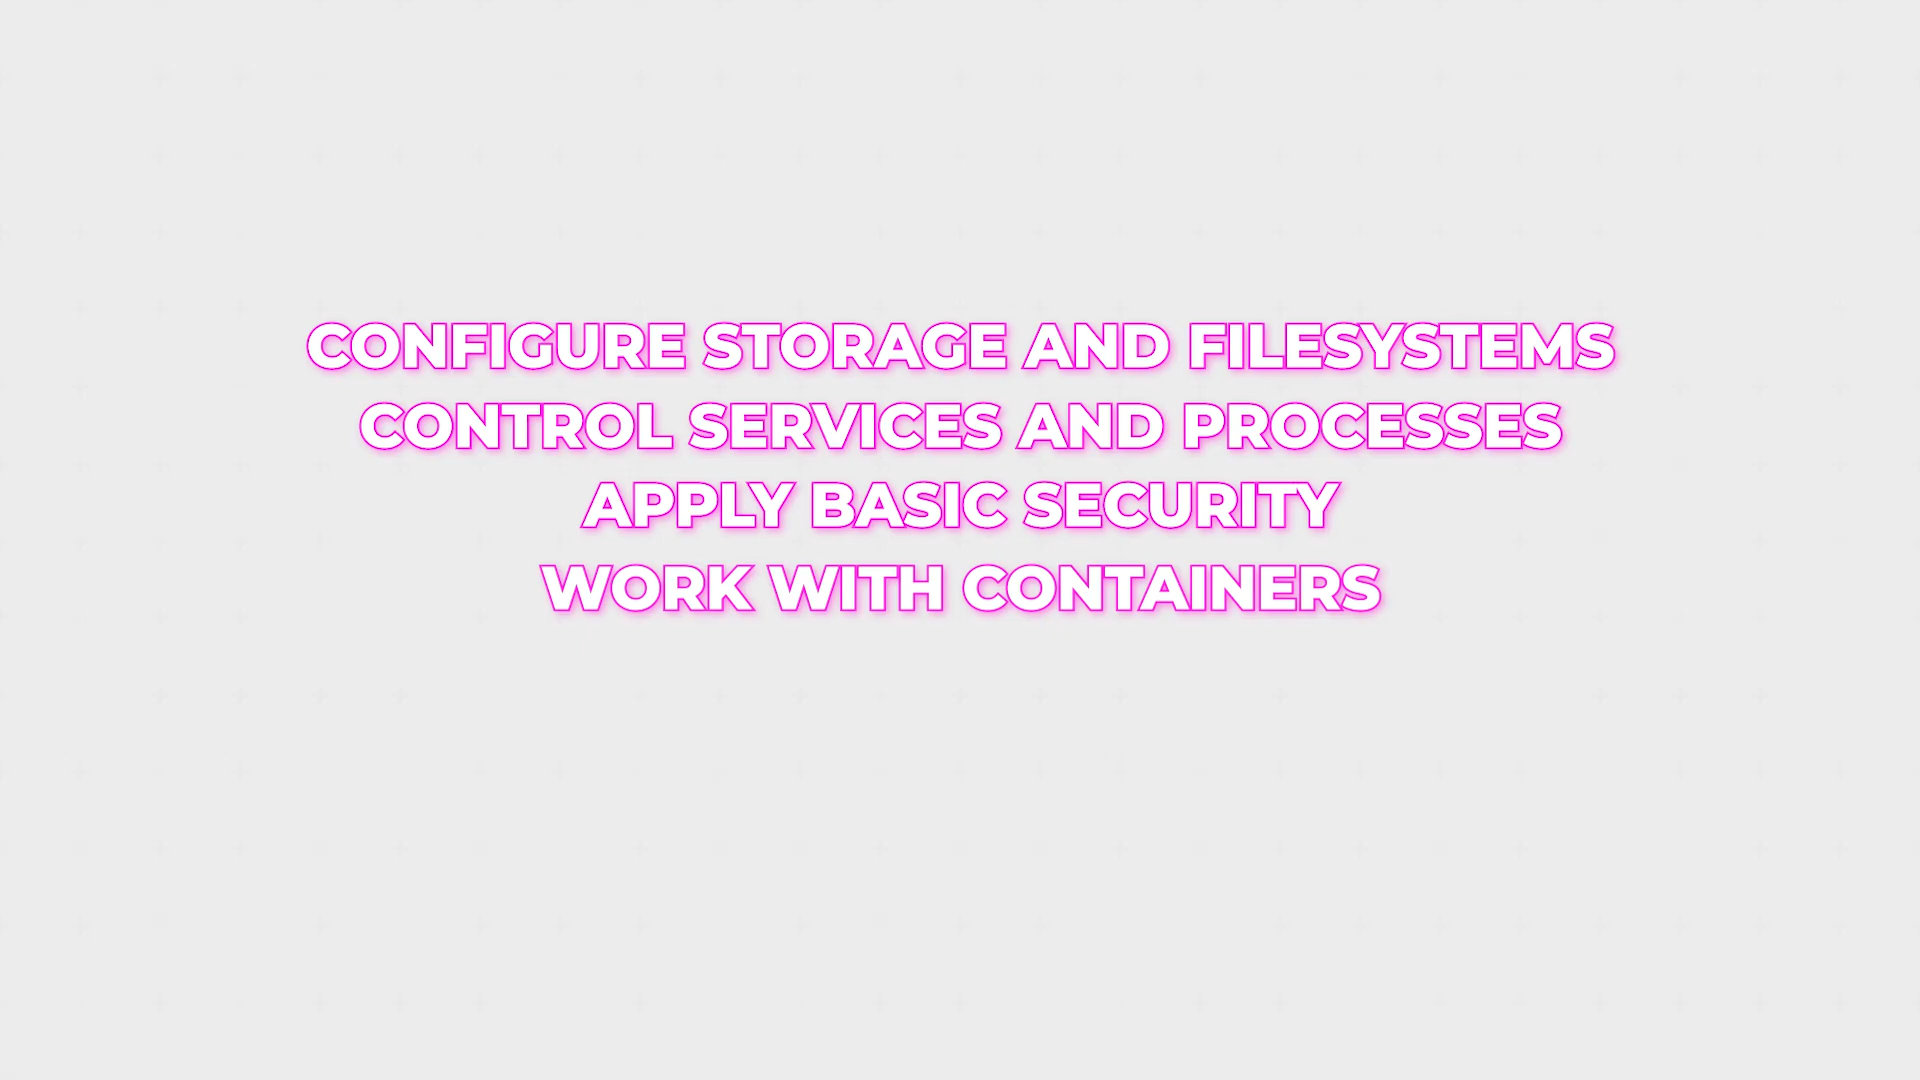 CONFIGURE STORAGE AND FILESYSTEMS
CONTROL SERVICES AND PROCESSES
APPLY BASIC SECURITY
WORK WITH CONTAINERS